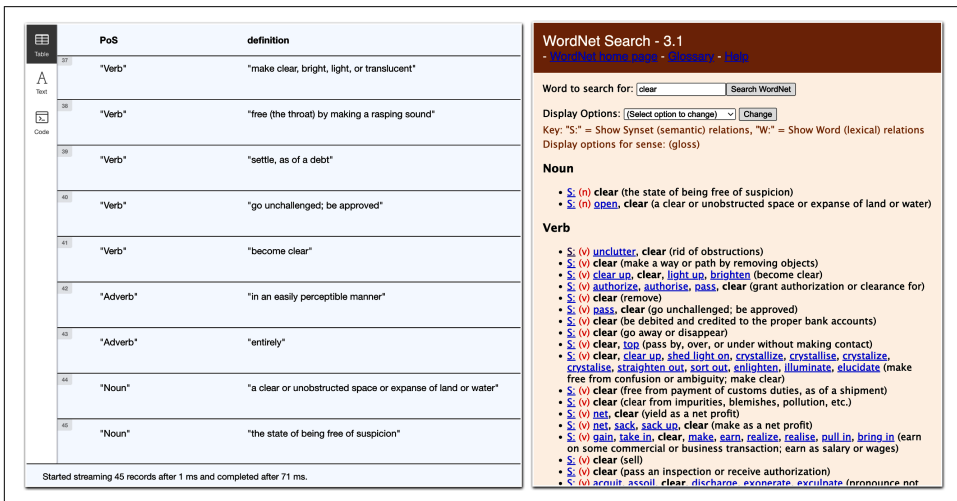 Table
Text
Code
PoS definition
37 "Verb" "make clear, bright, light, or translucent"
38 "Verb" "free (the throat) by making a rasping sound"
39 "Verb" "settle, as of a debt"
40 "Verb" "go unchallenged; be approved"
41 "Verb" "become clear"
42 "Adverb" "in an easily perceptible manner"
43 "Adverb" "entirely"
44 "Noun" "a clear or unobstructed space or expanse of land or water"
45 "Noun" "the state of being free of suspicion"
Started streaming 45 records after 1 ms and completed after 71 ms.
WordNet Search - 3.1
- WordNet home page - Glossary - Help
Word to search for: clear Search WordNet
Display Options: (Select option to change) Change
Key: "S:" = Show Synset (semantic) relations, "W:" = Show Word (lexical) relations
Display options for sense: (gloss)
Noun
• S: (n) clear (the state of being free of suspicion)
• S: (n) open, clear (a clear or unobstructed space or expanse of land or water)
Verb
• S: (v) unclutter, clear (rid of obstructions)
• S: (v) clear (make a way or path by removing objects)
• S: (v) clear up, clear, light up, brighten (become clear)
• S: (v) authorize, authorise, pass, clear (grant authorization or clearance for)
• S: (v) clear (remove)
• S: (v) pass, clear (go unchallenged; be approved)
• S: (v) clear (be debited and credited to the proper bank accounts)
• S: (v) clear (go away or disappear)
• S: (v) clear, top (pass by, over, or under without making contact)
• S: (v) clear, clear up, shed light on, crystallize, crystallise, crystalize,
crystalise, straighten out, sort out, enlighten, illuminate, elucidate (make
free from confusion or ambiguity; make clear)
• S: (v) clear (free from payment of customs duties, as of a shipment)
• S: (v) clear (clear from impurities, blemishes, pollution, etc.)
• S: (v) net, clear (yield as a net profit)
• S: (v) net, sack, sack up, clear (make as a net profit)
• S: (v) gain, take in, clear, make, earn, realize, realise, pull in, bring in (earn
on some commercial or business transaction; earn as salary or wages)
• S: (v) clear (sell)
• S: (v) clear (pass an inspection or receive authorization)
• S: (v) acquit, assoil, clear, discharge, exonerate, exculpate (pronounce not